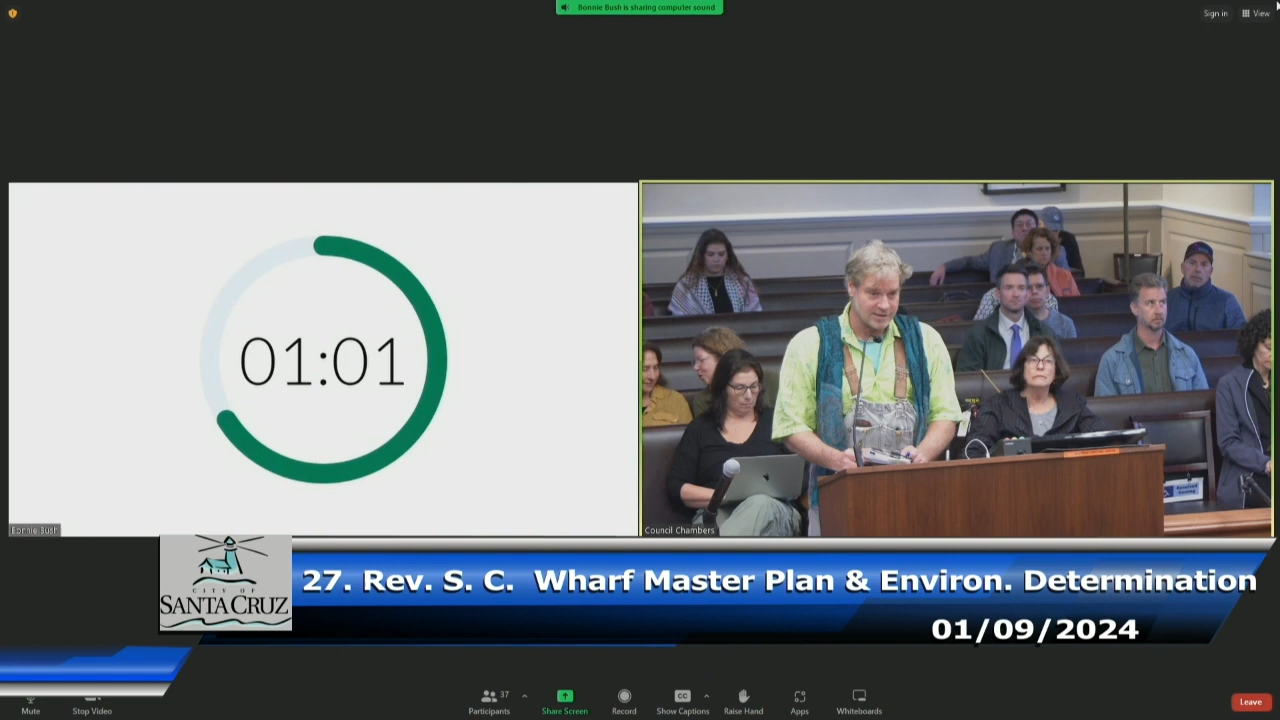 Bonnie Bush is sharing computer sound
Sign in
View
01:01
Bonnie Bush
Council Chambers
CITY OF
SANTA CRUZ
27. Rev. S. C. Wharf Master Plan & Environ. Determination
01/09/2024
Mute
Stop Video
Participants
37
Share Screen
Record
CC
Show Captions
Raise Hand
Apps
Whiteboards
Leave